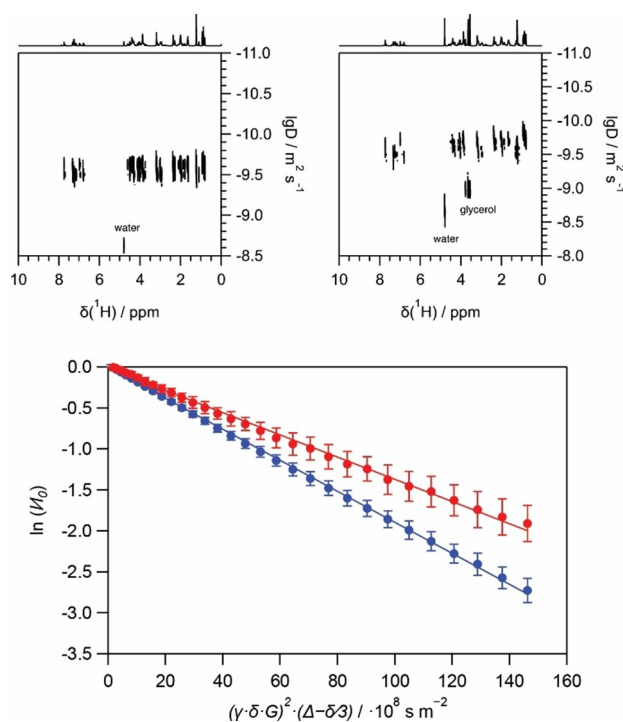 -11.0
-10.5
-10.0
-9.5
-9.0
-8.5
lgD / m² s⁻¹
water
10 8 6 4 2 0
δ(¹H) / ppm
-11.0
-10.5
-10.0
-9.5
-9.0
-8.5
-8.0
lgD / m² s⁻¹
glycerol
water
10 8 6 4 2 0
δ(¹H) / ppm
0.0
-0.5
-1.0
-1.5
-2.0
-2.5
-3.0
-3.5
ln (I/I₀)
0 20 40 60 80 100 120 140 160
(γ·δ·G)²·(Δ−δ/3) / ·10⁸ s m⁻²